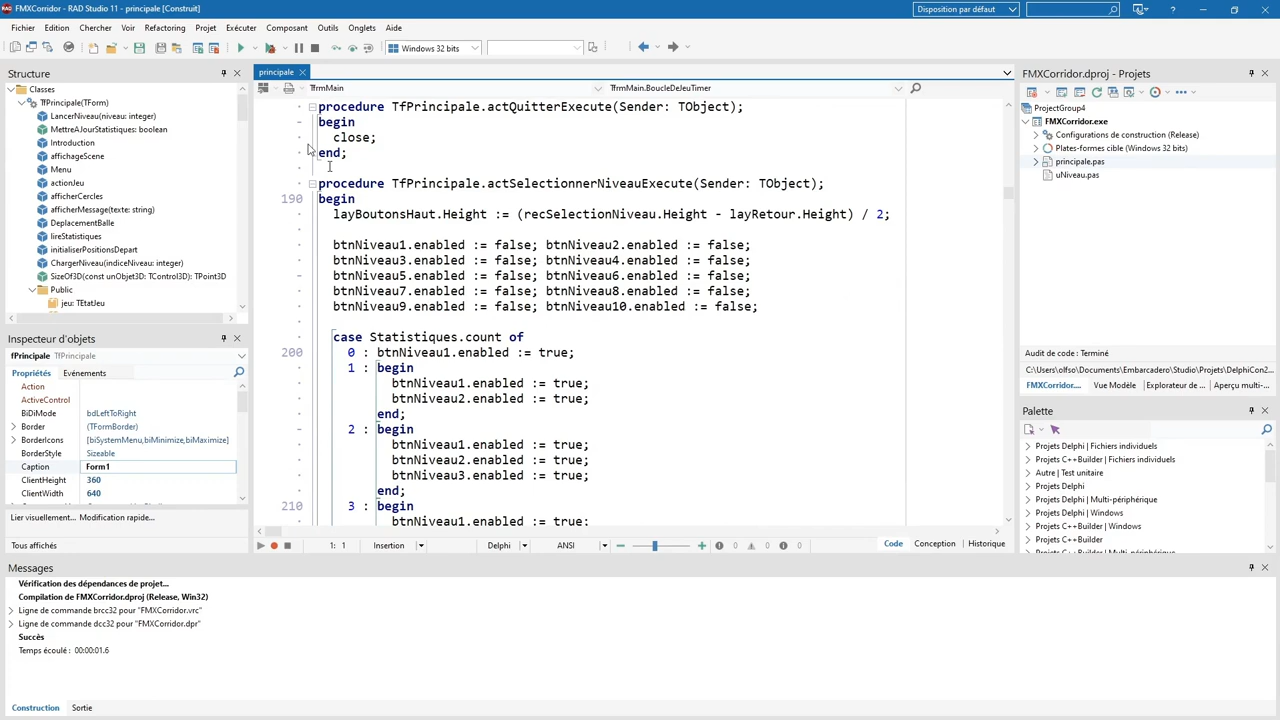 FMXCorridor - RAD Studio 11 - principale [Construit]
Disposition par défaut
Fichier Edition Chercher Voir Refactoring Projet Exécuter Composant Outils Onglets Aide
Windows 32 bits
Structure
Classes
TfPrincipale(TForm)
LancerNiveau(niveau: integer)
MettreAJourStatistiques: boolean
Introduction
affichageScene
Menu
actionJeu
afficherCercles
afficherMessage(texte: string)
DeplacementBalle
lireStatistiques
initialiserPositionsDepart
ChargerNiveau(indiceNiveau: integer)
SizeOf3D(const unObjet3D: TControl3D): TPoint3D
Public
jeu: TEtatJeu
Inspecteur d'objets
fPrincipale TfPrincipale
Propriétés Evénements
Action
ActiveControl
BiDiMode bdLeftToRight
Border (TFormBorder)
BorderIcons [biSystemMenu,biMinimize,biMaximize]
BorderStyle Sizeable
Caption Form1
ClientHeight 360
ClientWidth 640
Lier visuellement... Modification rapide...
Tous affichés
principale
TfrmMain TfrmMain.BoucleDeJeuTimer
procedure TfPrincipale.actQuitterExecute(Sender: TObject);
begin
close;
end;
procedure TfPrincipale.actSelectionnerNiveauExecute(Sender: TObject);
190 begin
layBoutonsHaut.Height := (recSelectionNiveau.Height - layRetour.Height) / 2;
btnNiveau1.enabled := false; btnNiveau2.enabled := false;
btnNiveau3.enabled := false; btnNiveau4.enabled := false;
btnNiveau5.enabled := false; btnNiveau6.enabled := false;
btnNiveau7.enabled := false; btnNiveau8.enabled := false;
btnNiveau9.enabled := false; btnNiveau10.enabled := false;
case Statistiques.count of
200 0 : btnNiveau1.enabled := true;
1 : begin
btnNiveau1.enabled := true;
btnNiveau2.enabled := true;
end;
2 : begin
btnNiveau1.enabled := true;
btnNiveau2.enabled := true;
btnNiveau3.enabled := true;
end;
210 3 : begin
btnNiveau1.enabled := true;
1: 1 Insertion Delphi ANSI 0 0 0 Code Conception Historique
FMXCorridor.dproj - Projets
ProjectGroup4
FMXCorridor.exe
Configurations de construction (Release)
Plates-formes cible (Windows 32 bits)
principale.pas
uNiveau.pas
Audit de code : Terminé
C:\Users\olfso\Documents\Embarcadero\Studio\Projets\DelphiCon2
FMXCorridor.... Vue Modèle Explorateur de ... Aperçu multi-...
Palette
Projets Delphi | Fichiers individuels
Projets C++Builder | Fichiers individuels
Autre | Test unitaire
Projets Delphi
Projets Delphi | Multi-périphérique
Projets Delphi | Windows
Projets C++Builder | Windows
Projets C++Builder
Projets C++Builder | Multi-périphérique
Messages
Vérification des dépendances de projet...
Compilation de FMXCorridor.dproj (Release, Win32)
Ligne de commande brcc32 pour "FMXCorridor.vrc"
Ligne de commande dcc32 pour "FMXCorridor.dpr"
Succès
Temps écoulé : 00:00:01.6
Construction Sortie